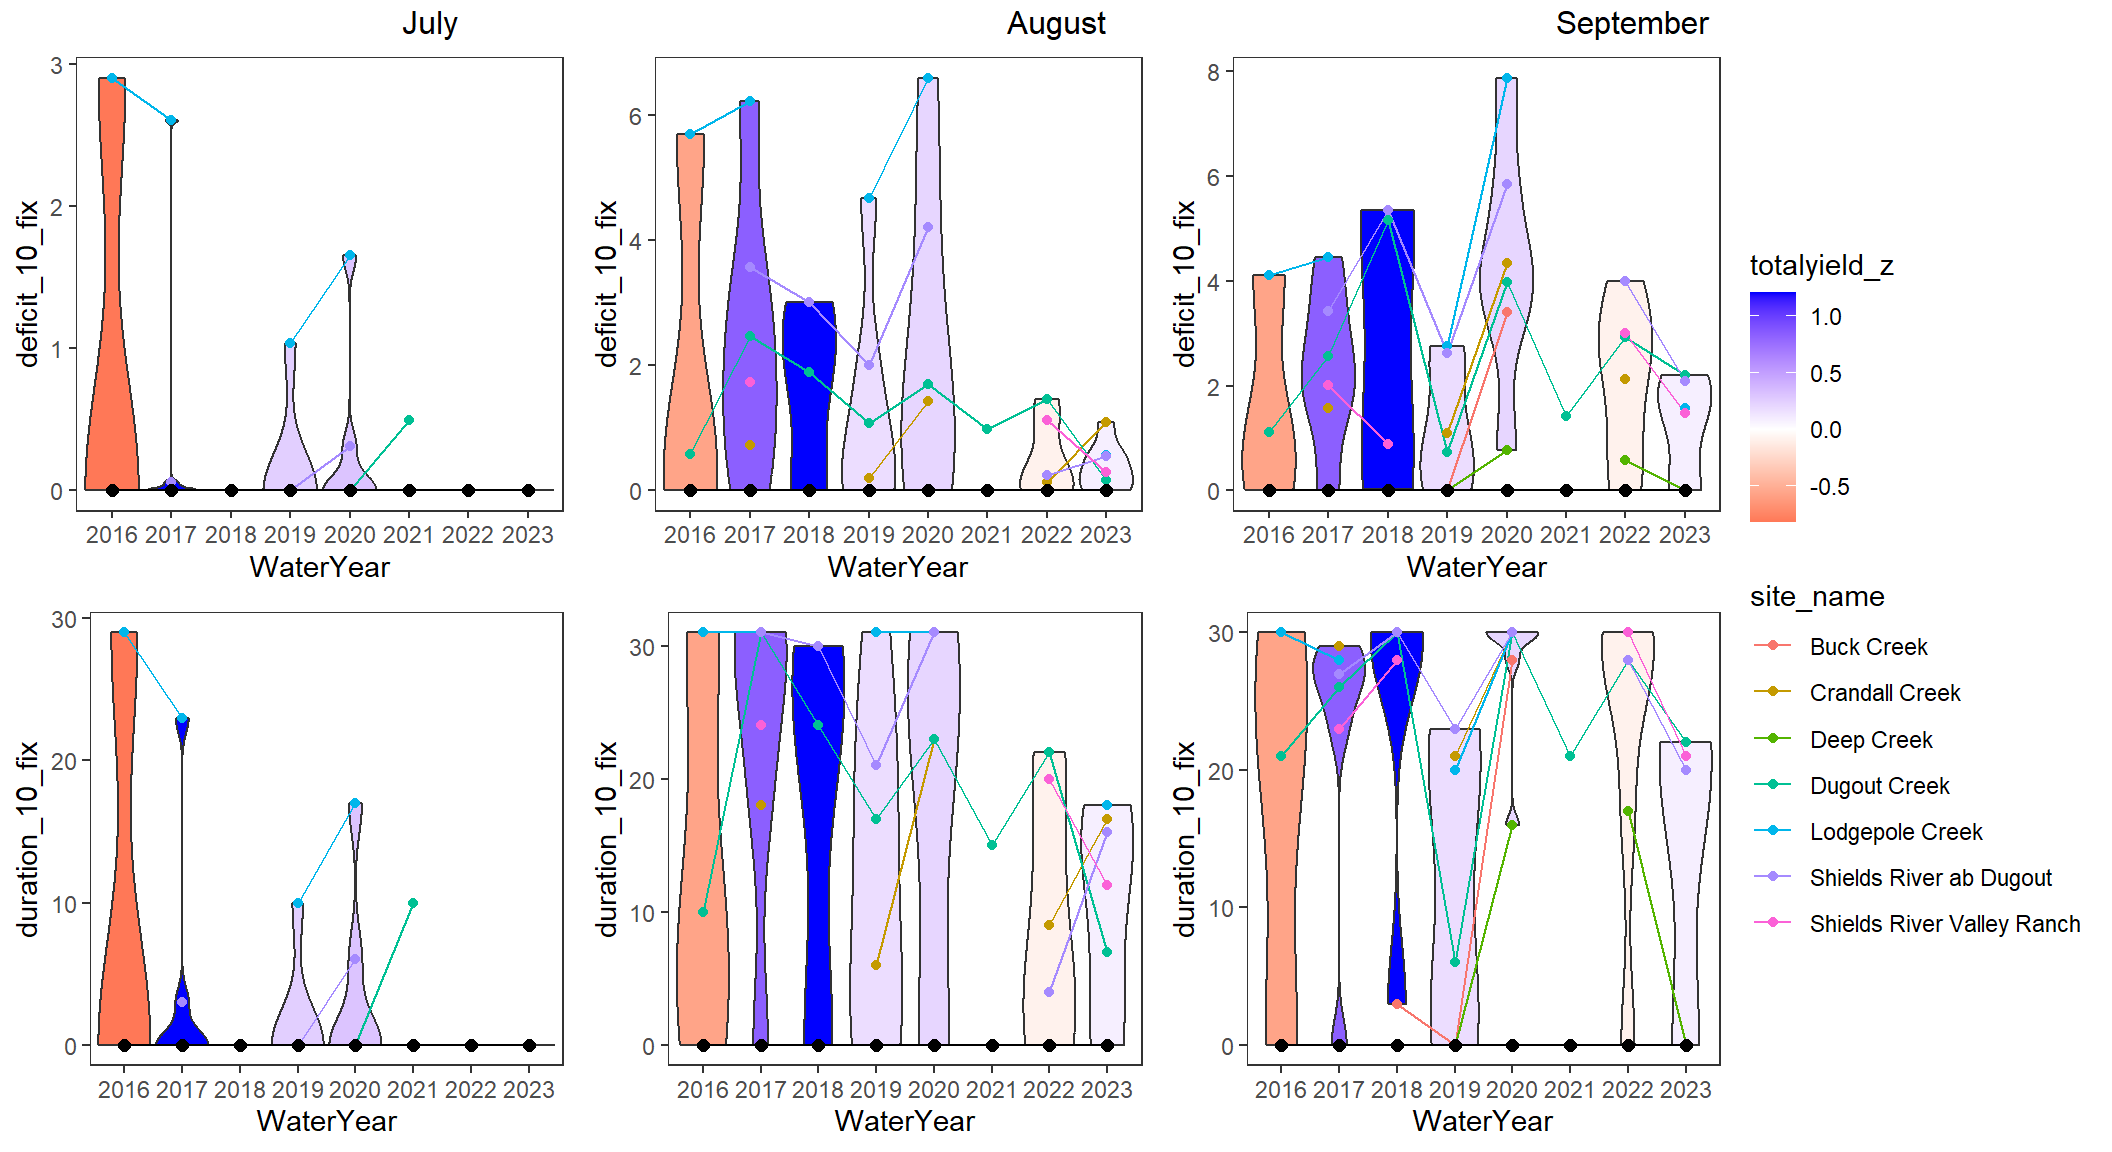 July
August
September
deficit_10_fix
3
2
1
0
2016 2017 2018 2019 2020 2021 2022 2023
WaterYear
deficit_10_fix
6
4
2
0
2016 2017 2018 2019 2020 2021 2022 2023
WaterYear
deficit_10_fix
8
6
4
2
0
2016 2017 2018 2019 2020 2021 2022 2023
WaterYear
totalyield_z
1.0
0.5
0.0
-0.5
duration_10_fix
30
20
10
0
2016 2017 2018 2019 2020 2021 2022 2023
WaterYear
duration_10_fix
30
20
10
0
2016 2017 2018 2019 2020 2021 2022 2023
WaterYear
duration_10_fix
30
20
10
0
2016 2017 2018 2019 2020 2021 2022 2023
WaterYear
site_name
Buck Creek
Crandall Creek
Deep Creek
Dugout Creek
Lodgepole Creek
Shields River ab Dugout
Shields River Valley Ranch